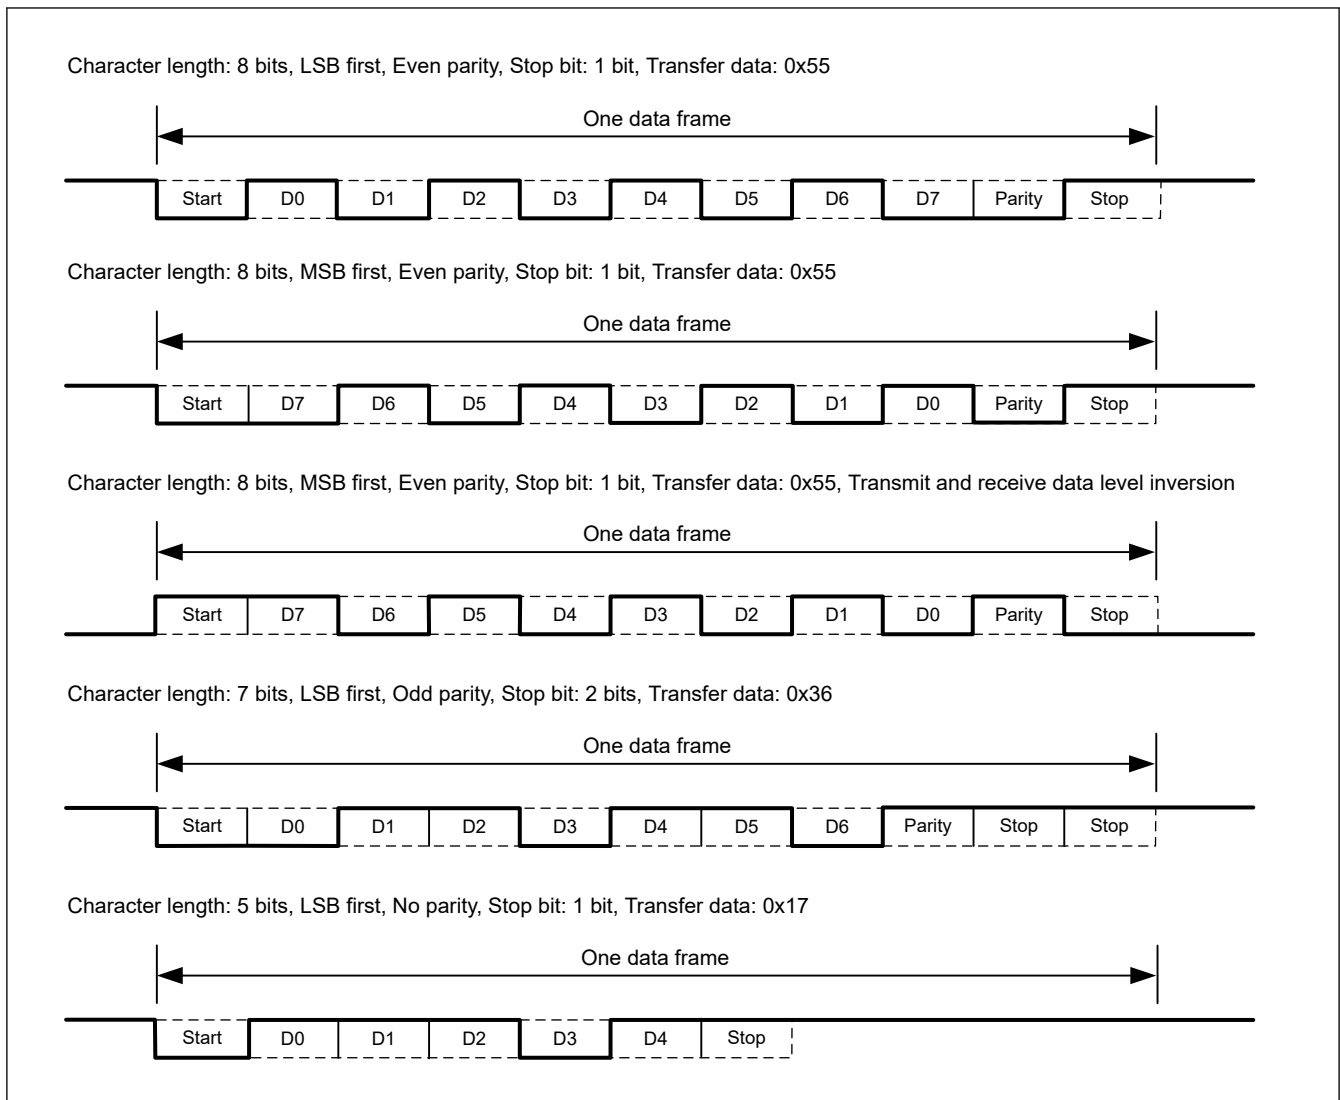 Character length: 8 bits, LSB first, Even parity, Stop bit: 1 bit, Transfer data: 0x55
One data frame
Start D0 D1 D2 D3 D4 D5 D6 D7 Parity Stop
Character length: 8 bits, MSB first, Even parity, Stop bit: 1 bit, Transfer data: 0x55
One data frame
Start D7 D6 D5 D4 D3 D2 D1 D0 Parity Stop
Character length: 8 bits, MSB first, Even parity, Stop bit: 1 bit, Transfer data: 0x55, Transmit and receive data level inversion
One data frame
Start D7 D6 D5 D4 D3 D2 D1 D0 Parity Stop
Character length: 7 bits, LSB first, Odd parity, Stop bit: 2 bits, Transfer data: 0x36
One data frame
Start D0 D1 D2 D3 D4 D5 D6 Parity Stop Stop
Character length: 5 bits, LSB first, No parity, Stop bit: 1 bit, Transfer data: 0x17
One data frame
Start D0 D1 D2 D3 D4 Stop